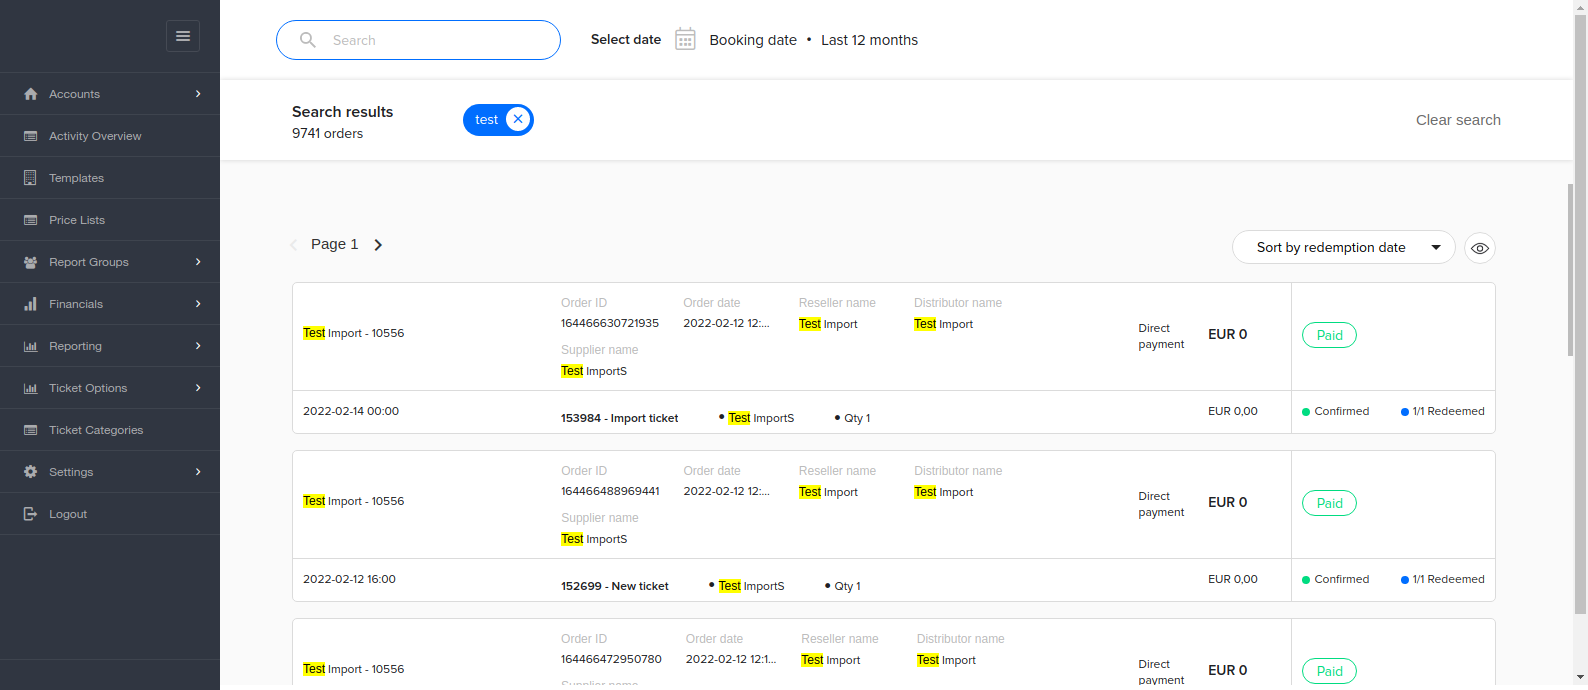 Search
Select date
Booking date • Last 12 months
Accounts
Activity Overview
Templates
Price Lists
Report Groups
Financials
Reporting
Ticket Options
Ticket Categories
Settings
Logout
Search results
9741 orders
test
Clear search
Page 1
Sort by redemption date
Test Import - 10556
Order ID
164466630721935
Order date
2022-02-12 12:...
Reseller name
Test Import
Distributor name
Test Import
Supplier name
Test ImportS
Direct
payment
EUR 0
Paid
2022-02-14 00:00
153984 - Import ticket
• Test ImportS
• Qty 1
EUR 0,00
Confirmed
1/1 Redeemed
Test Import - 10556
Order ID
164466488969441
Order date
2022-02-12 12:...
Reseller name
Test Import
Distributor name
Test Import
Supplier name
Test ImportS
Direct
payment
EUR 0
Paid
2022-02-12 16:00
152699 - New ticket
• Test ImportS
• Qty 1
EUR 0,00
Confirmed
1/1 Redeemed
Test Import - 10556
Order ID
164466472950780
Order date
2022-02-12 12:1...
Reseller name
Test Import
Distributor name
Test Import
Supplier name
Direct
payment
EUR 0
Paid